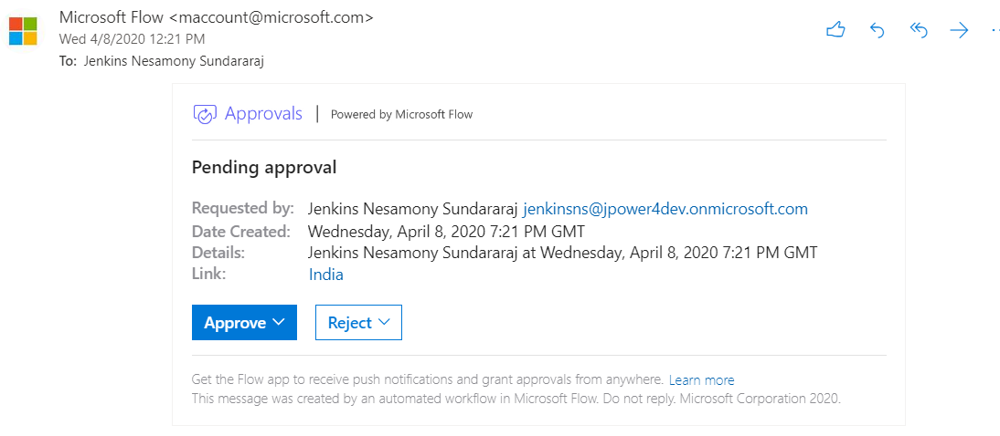 Microsoft Flow <maccount@microsoft.com>
Wed 4/8/2020 12:21 PM
To: Jenkins Nesamony Sundararaj
Approvals | Powered by Microsoft Flow
Pending approval
Requested by: Jenkins Nesamony Sundararaj jenkinsns@jpower4dev.onmicrosoft.com
Date Created: Wednesday, April 8, 2020 7:21 PM GMT
Details: Jenkins Nesamony Sundararaj at Wednesday, April 8, 2020 7:21 PM GMT
Link: India
Approve Reject
Get the Flow app to receive push notifications and grant approvals from anywhere. Learn more
This message was created by an automated workflow in Microsoft Flow. Do not reply. Microsoft Corporation 2020.